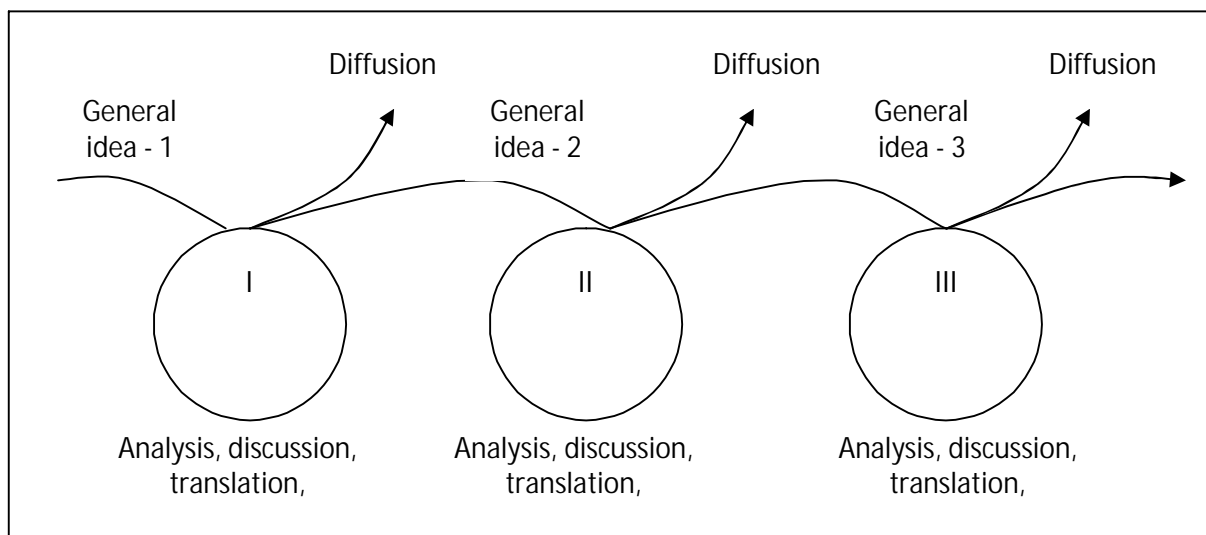 Diffusion
Diffusion
Diffusion
General
idea - 1
General
idea - 2
General
idea - 3
I
II
III
Analysis, discussion,
translation,
Analysis, discussion,
translation,
Analysis, discussion,
translation,